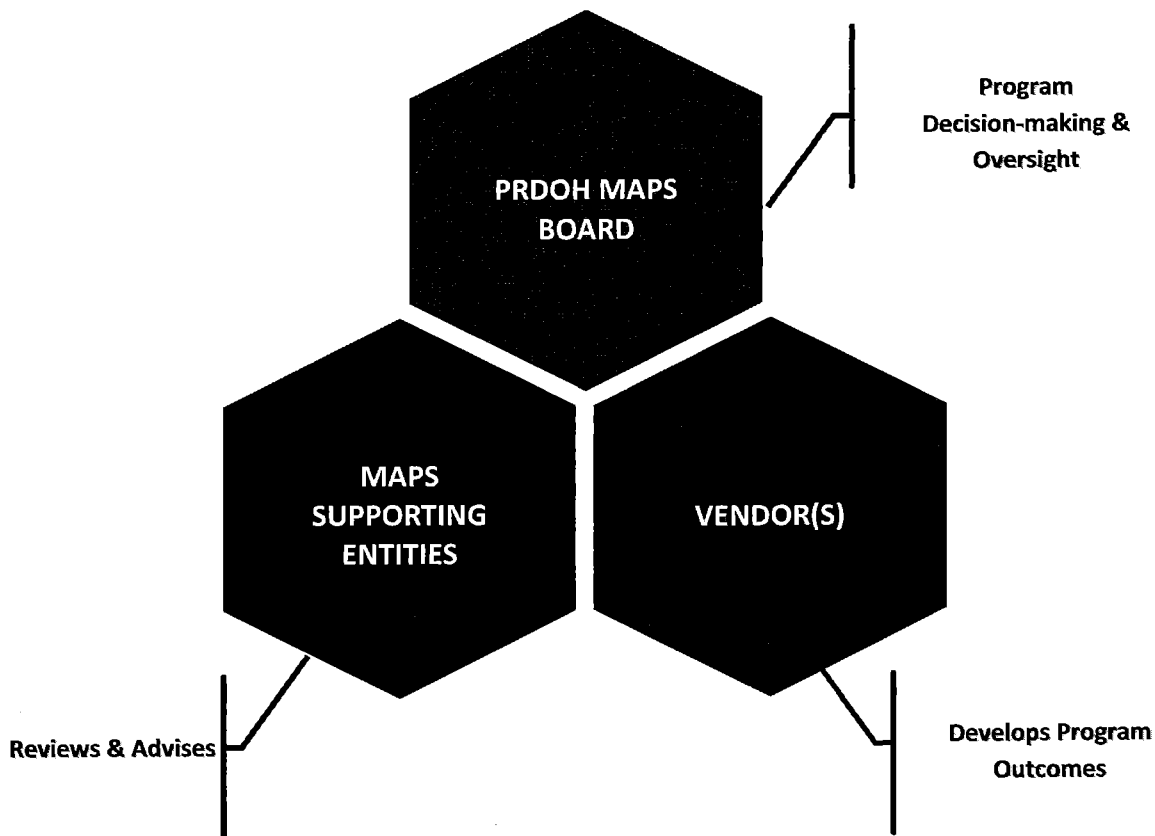 Program
Decision-making &
Oversight
PRDOH MAPS
BOARD
MAPS
SUPPORTING
ENTITIES
VENDOR(S)
Reviews & Advises
Develops Program
Outcomes